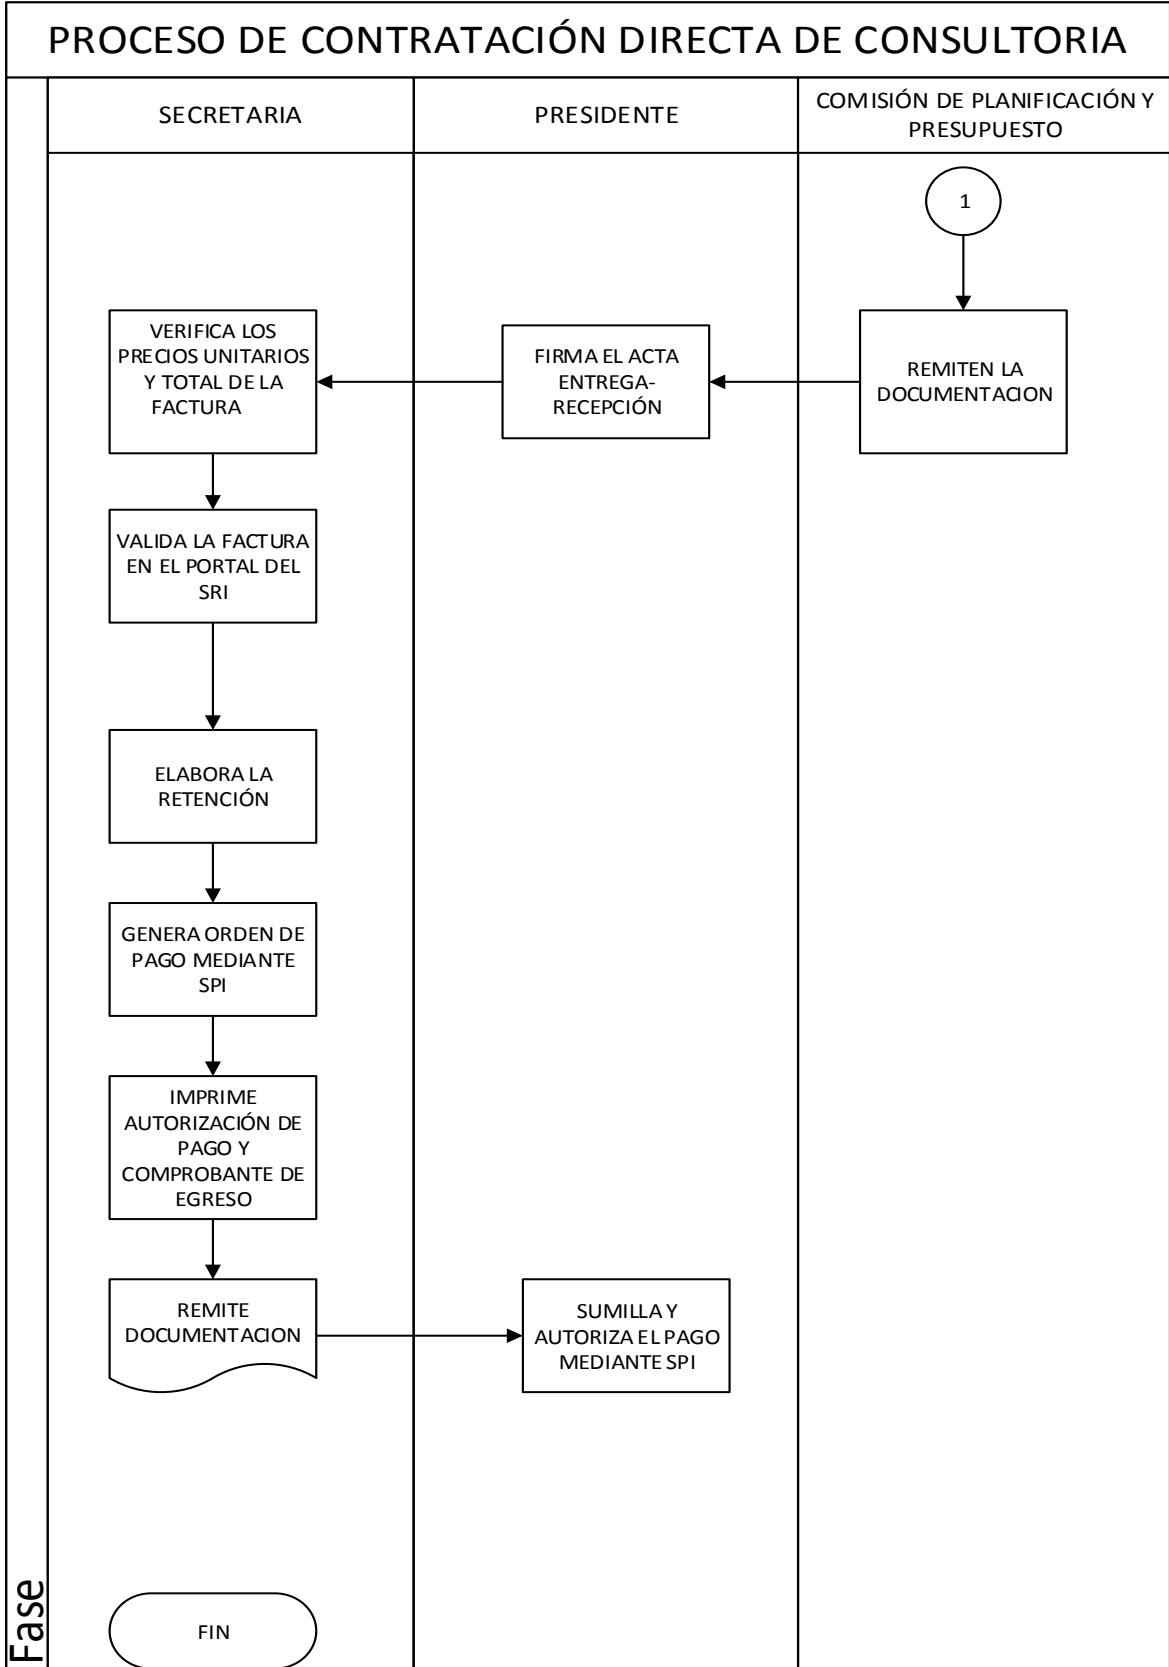 PROCESO DE CONTRATACIÓN DIRECTA DE CONSULTORIA
SECRETARIA
PRESIDENTE
COMISIÓN DE PLANIFICACIÓN Y
PRESUPUESTO
1
VERIFICA LOS
PRECIOS UNITARIOS
Y TOTAL DE LA
FACTURA
FIRMA EL ACTA
ENTREGA-
RECEPCIÓN
REMITEN LA
DOCUMENTACION
VALIDA LA FACTURA
EN EL PORTAL DEL
SRI
ELABORA LA
RETENCIÓN
GENERA ORDEN DE
PAGO MEDIANTE
SPI
IMPRIME
AUTORIZACIÓN DE
PAGO Y
COMPROBANTE DE
EGRESO
REMITE
DOCUMENTACION
SUMILLA Y
AUTORIZA EL PAGO
MEDIANTE SPI
FIN
Fase